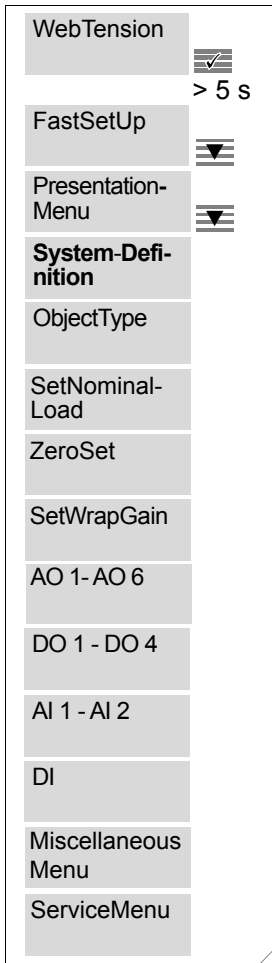 WebTension
✓
> 5 s
FastSetUp
▼
Presentation-
Menu
▼
System-Defi-
nition
ObjectType
SetNominal-
Load
ZeroSet
SetWrapGain
AO 1- AO 6
DO 1 - DO 4
AI 1 - AI 2
DI
Miscellaneous
Menu
ServiceMenu